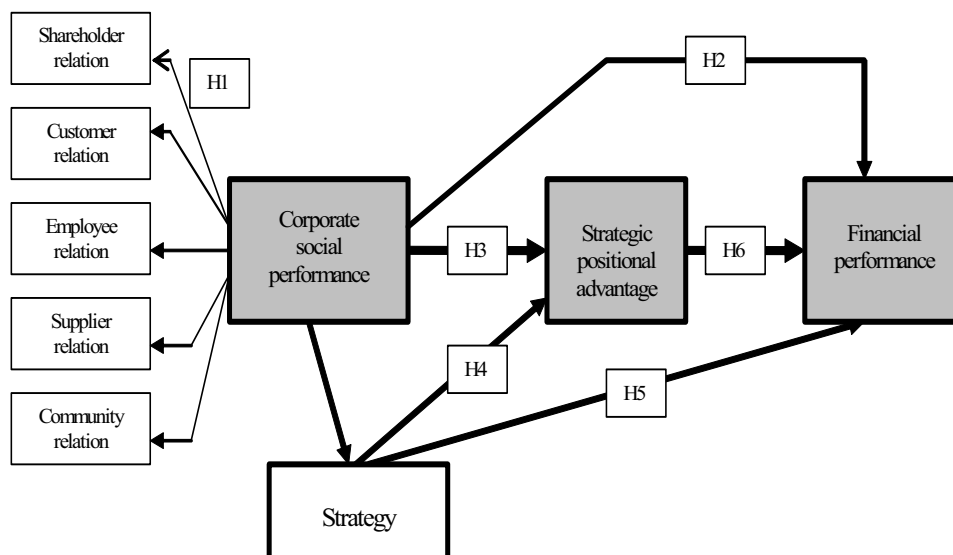 Shareholder
relation
H1
H2
Customer
relation
Employee
relation
Corporate
social
performance
H3
Strategic
positional
advantage
H6
Financial
performance
Supplier
relation
H4
H5
Community
relation
Strategy